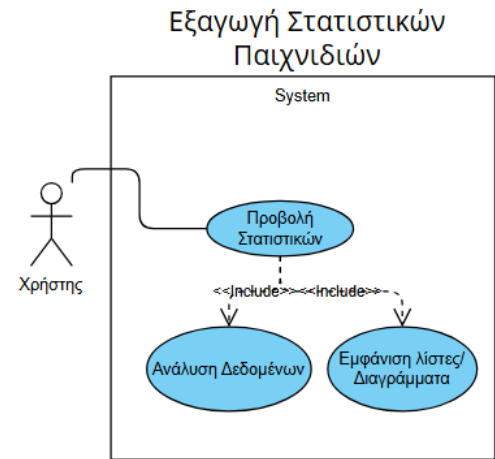 Εξαγωγή Στατιστικών
Παιχνιδιών
System
Προβολή
Στατιστικών
Χρήστης
<<Include>> <<Include>>
Ανάλυση Δεδομένων
Εμφάνιση λίστες/
Διαγράμματα